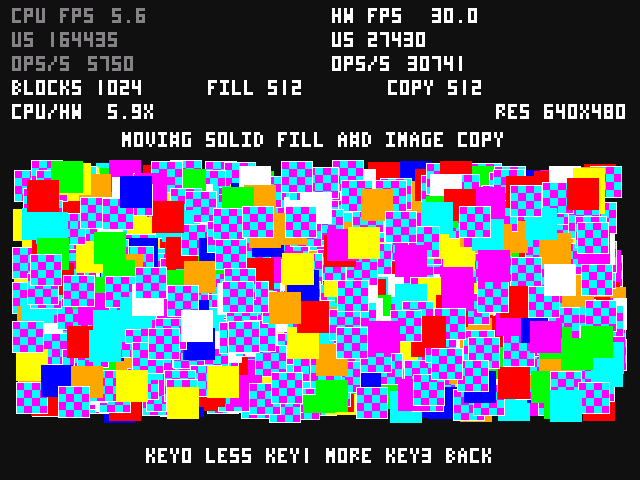 CPU FPS 5.6 HW FPS 30.0
US 164435 US 27430
OPS/S 5750 OPS/S 30741
BLOCKS 1024 FILL 512 COPY 512
CPU/HW 5.9X RES 640X480
MOVING SOLID FILL AND IMAGE COPY
KEY0 LESS KEY1 MORE KEY3 BACK